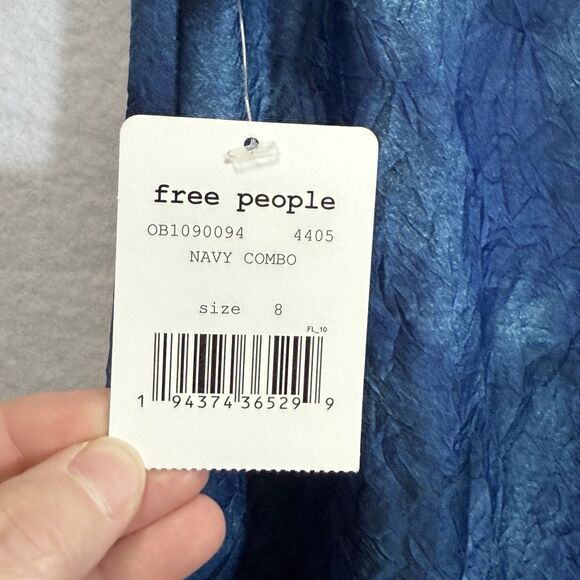 free people
OB1090094 4405
NAVY COMBO
size 8
FL_10
1 94374 36529 9